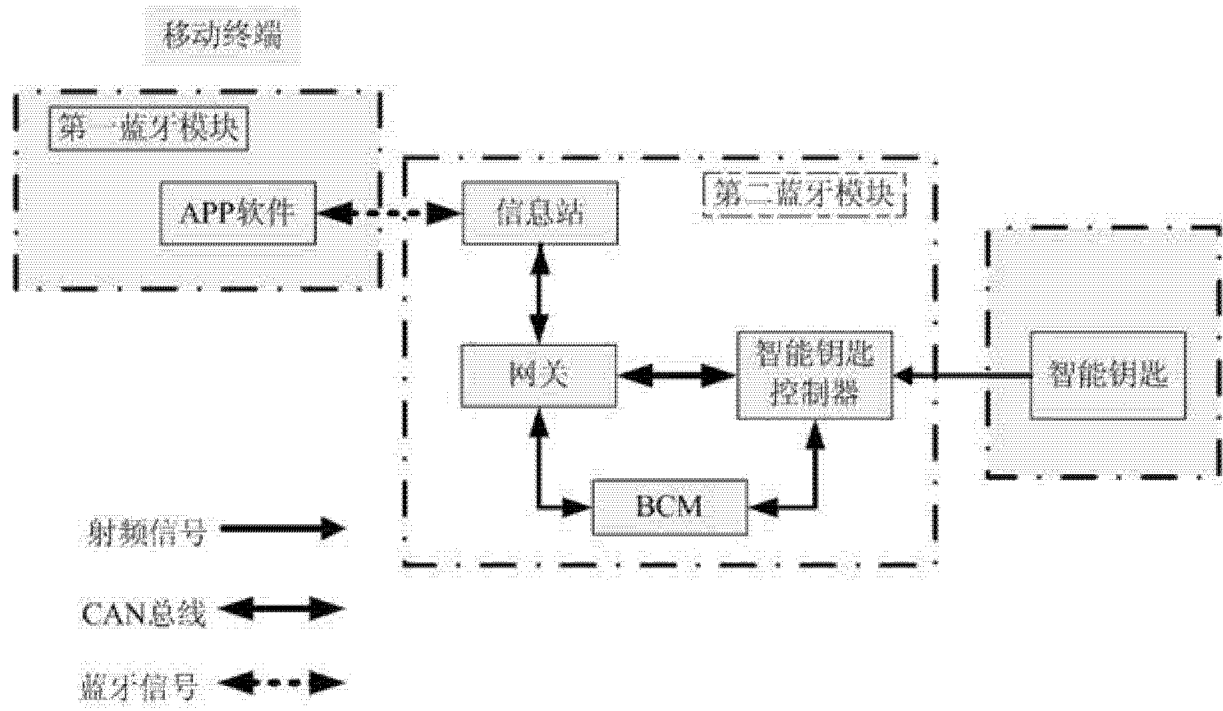 移动终端
第一蓝牙模块
APP软件
信息站
第二蓝牙模块
网关
智能钥匙
控制器
智能钥匙
BCM
射频信号
CAN总线
蓝牙信号